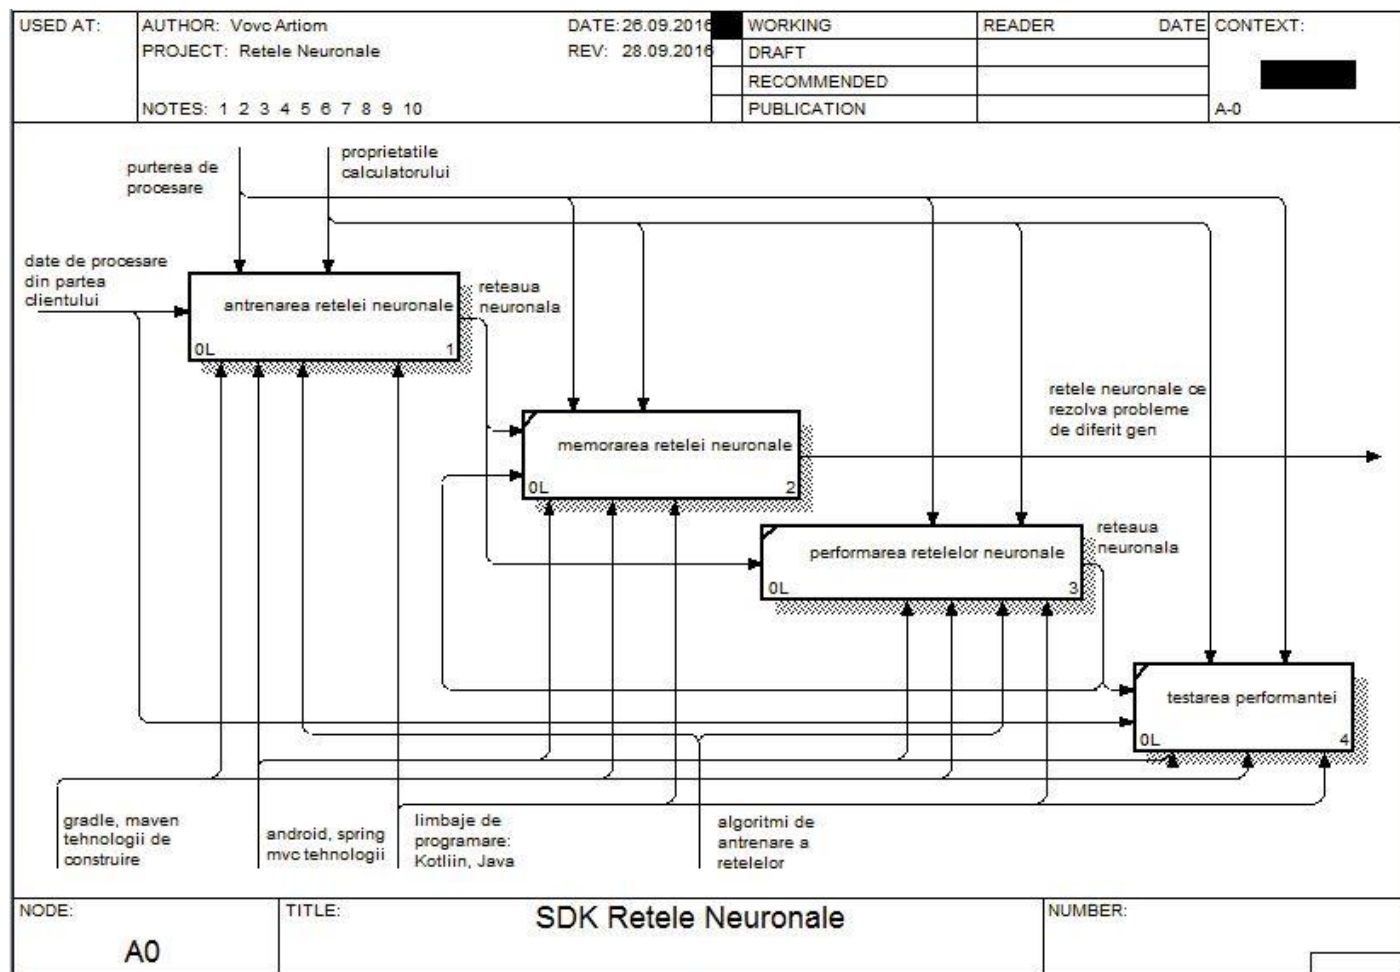 USED AT:
AUTHOR: Vovc Artiom
DATE: 26.09.2016
PROJECT: Retele Neuronale
REV: 28.09.2016
NOTES: 1 2 3 4 5 6 7 8 9 10
WORKING
DRAFT
RECOMMENDED
PUBLICATION
READER
DATE
CONTEXT:
A-0
purterea de
procesare
proprietatile
calculatorului
date de procesare
din partea
clientului
antrenarea retelei neuronale
0L
1
reteaua
neuronala
memorarea retelei neuronale
0L
2
retele neuronale ce
rezolva probleme
de diferit gen
performarea retelelor neuronale
0L
3
reteaua
neuronala
testarea performantei
0L
4
gradle, maven
tehnologii de
construire
android, spring
mvc tehnologii
limbaje de
programare:
Kotliin, Java
algoritmi de
antrenare a
retelelor
NODE:
A0
TITLE:
SDK Retele Neuronale
NUMBER: